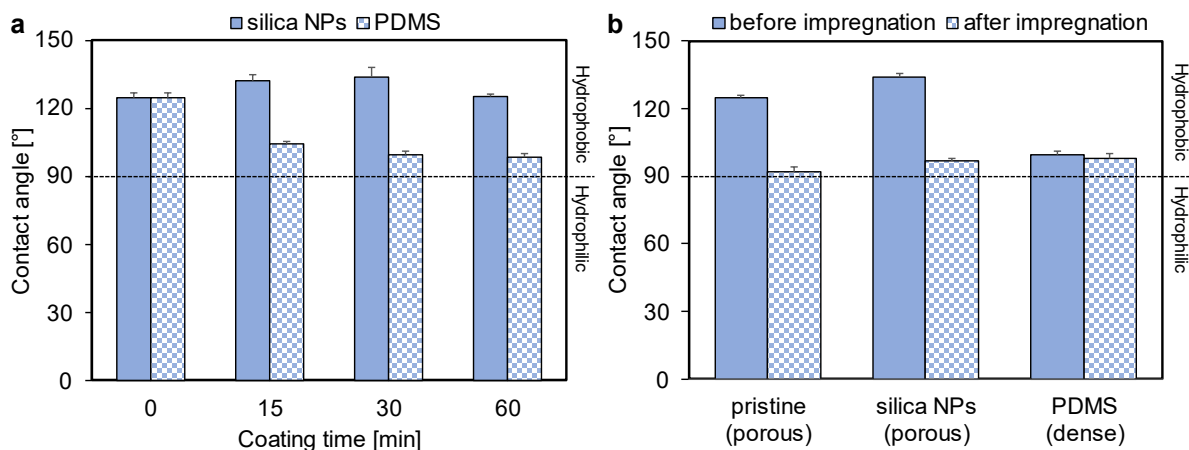 a
silica NPs PDMS
150
120
90
60
30
0
Contact angle [°]
Hydrophobic
Hydrophilic
0 15 30 60
Coating time [min]
b
before impregnation after impregnation
150
120
90
60
30
0
Contact angle [°]
Hydrophobic
Hydrophilic
pristine silica NPs PDMS
(porous) (porous) (dense)